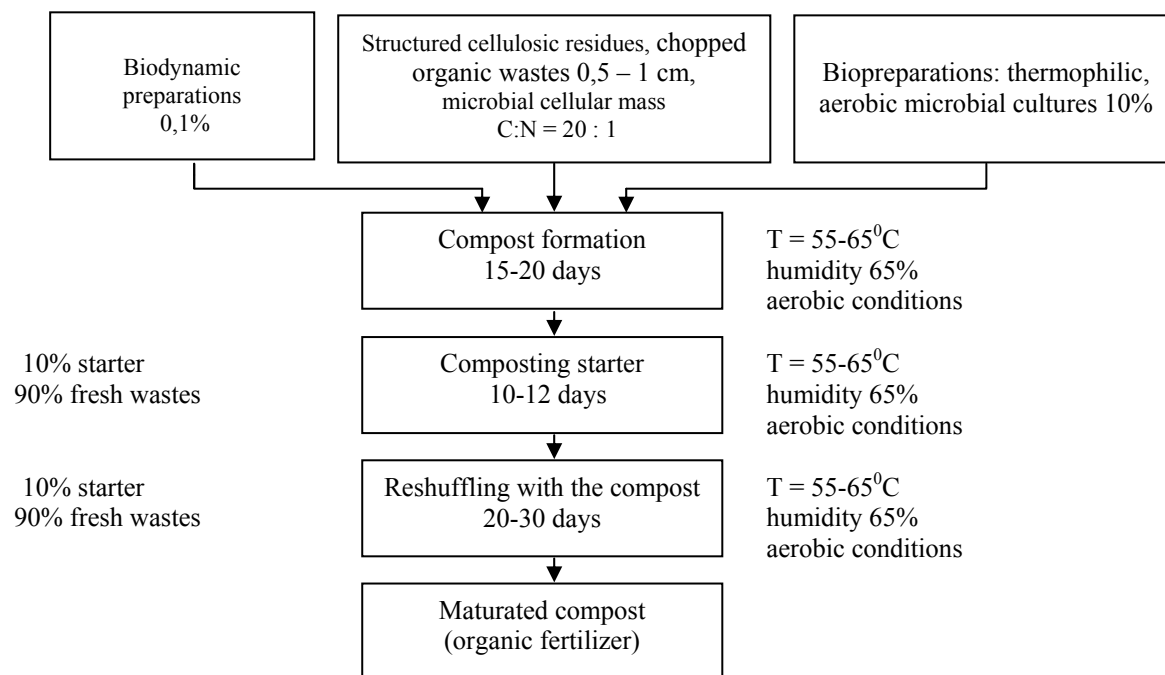 Biodynamic
preparations
0,1%
Structured cellulosic residues, chopped
organic wastes 0,5 – 1 cm,
microbial cellular mass
C:N = 20 : 1
Biopreparations: thermophilic,
aerobic microbial cultures 10%
Compost formation
15-20 days
T = 55-65⁰C
humidity 65%
aerobic conditions
10% starter
90% fresh wastes
Composting starter
10-12 days
T = 55-65⁰C
humidity 65%
aerobic conditions
10% starter
90% fresh wastes
Reshuffling with the compost
20-30 days
T = 55-65⁰C
humidity 65%
aerobic conditions
Maturated compost
(organic fertilizer)